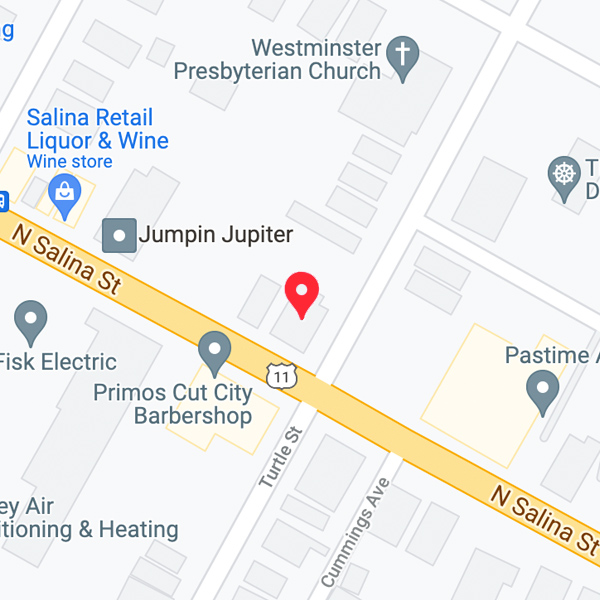 g
Westminster
Presbyterian Church
Salina Retail
Liquor & Wine
Wine store
T
D
Jumpin Jupiter
N Salina St
Fisk Electric
11
Pastime A
Primos Cut City
Barbershop
Turtle St
Cummings Ave
N Salina St
ey Air
itioning & Heating